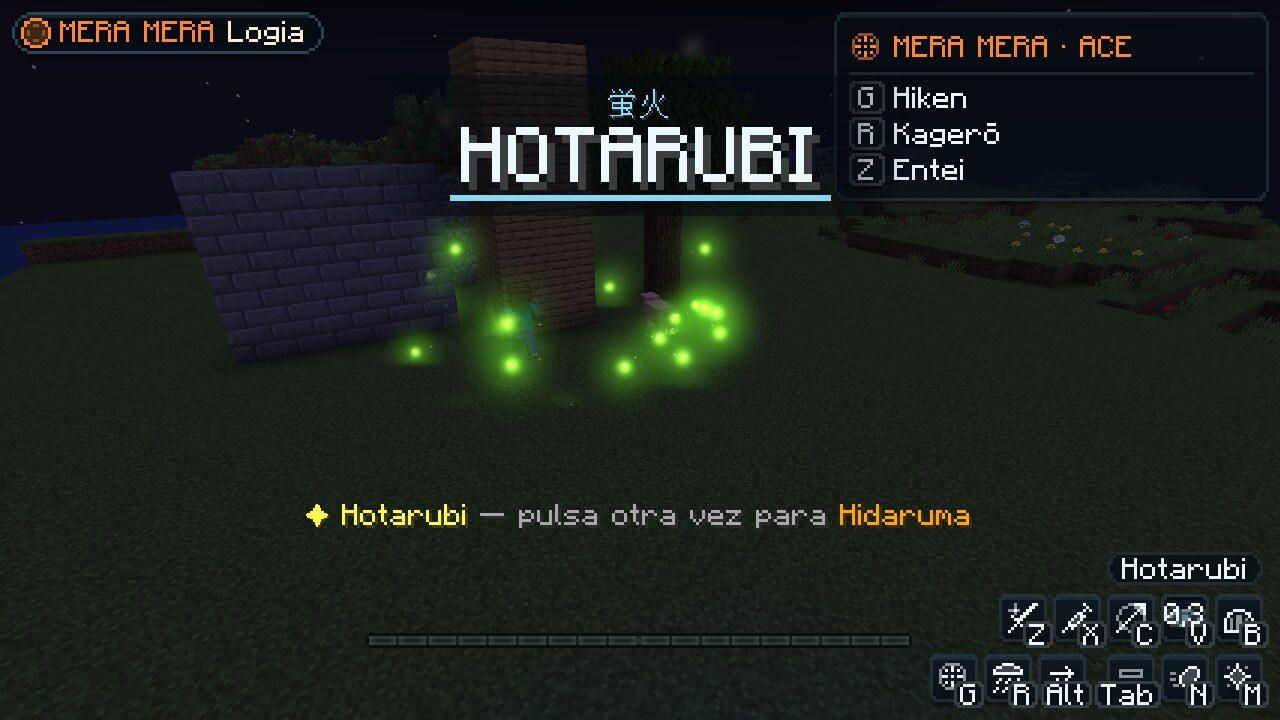 MERA MERA Logia
MERA MERA · ACE
G Hiken
R Kagerō
Z Entei
蛍火
HOTARUBI
Hotarubi — pulsa otra vez para Hidaruma
Hotarubi
Z X C V B
G R Alt Tab N M